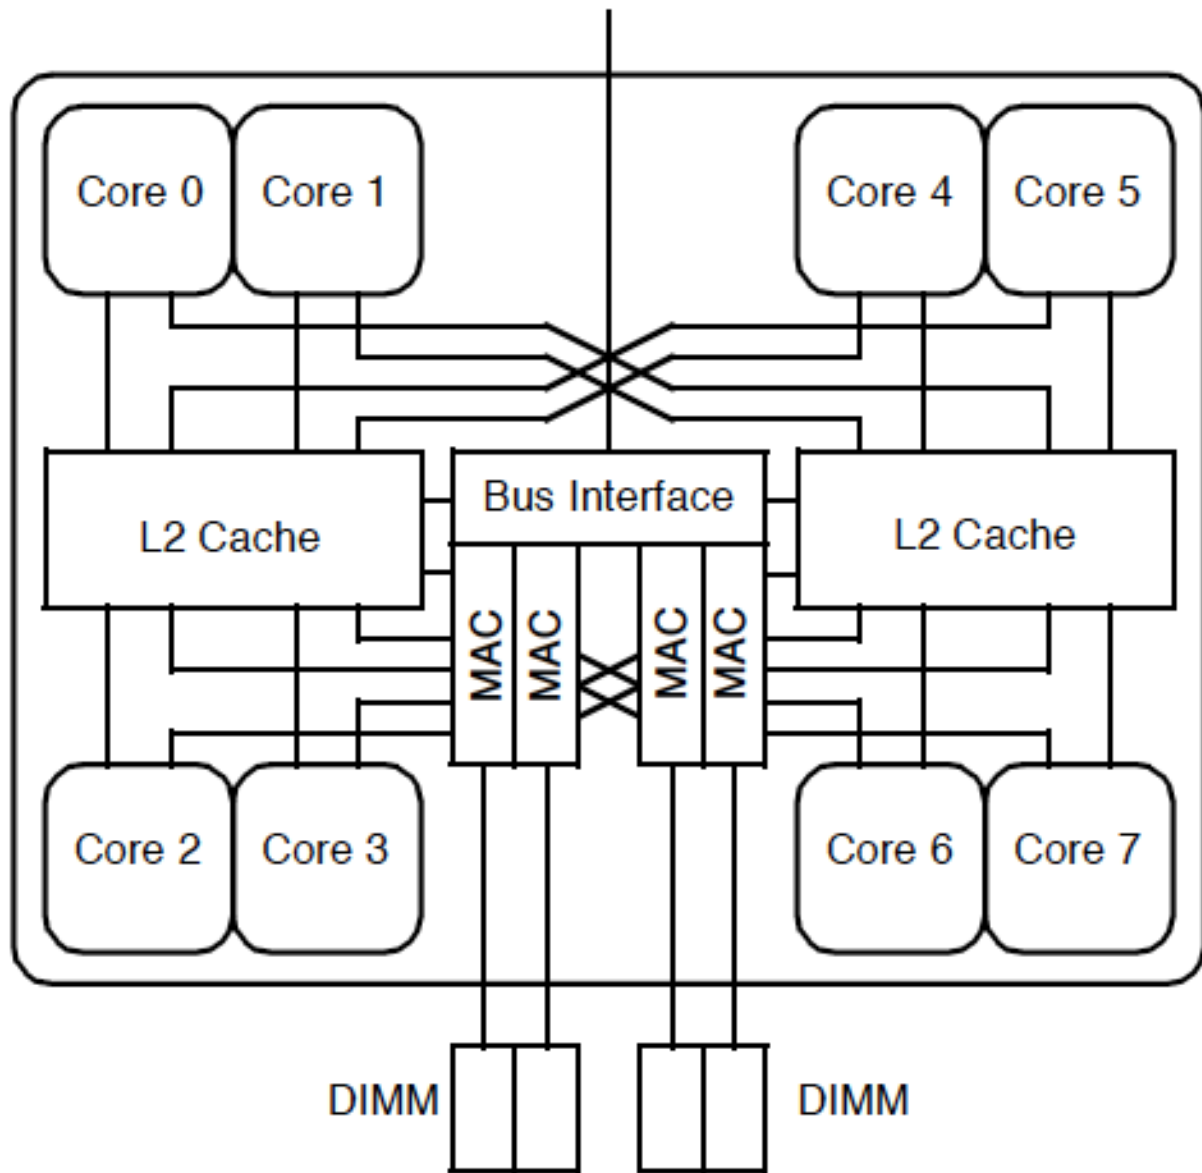 Core 0 Core 1 Core 4 Core 5
Bus Interface
L2 Cache L2 Cache
MAC MAC MAC MAC
Core 2 Core 3 Core 6 Core 7
DIMM DIMM